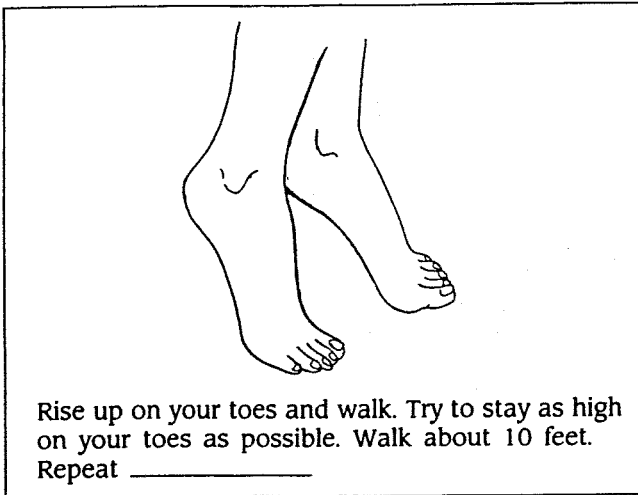 Rise up on your toes and walk. Try to stay as high
on your toes as possible. Walk about 10 feet.
Repeat ______________